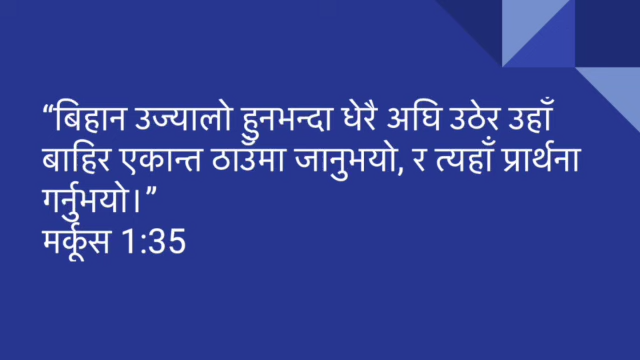 “बिहान उज्यालो हुनभन्दा धेरै अघि उठेर उहाँ
बाहिर एकान्त ठाउँमा जानुभयो, र त्यहाँ प्रार्थना
गर्नुभयो।”
मर्कूस 1:35